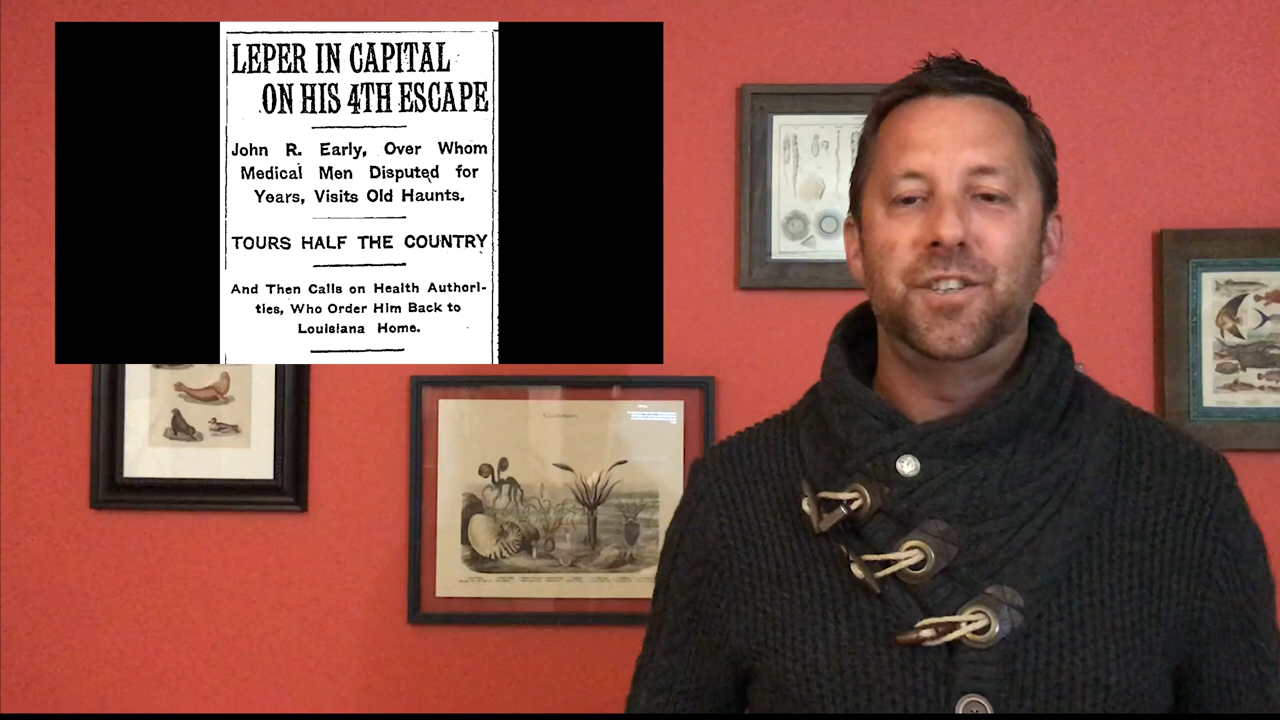 LEPER IN CAPITAL
ON HIS 4TH ESCAPE
John R. Early, Over Whom
Medical Men Disputed for
Years, Visits Old Haunts.
TOURS HALF THE COUNTRY
And Then Calls on Health Authori-
ties, Who Order Him Back to
Louisiana Home.